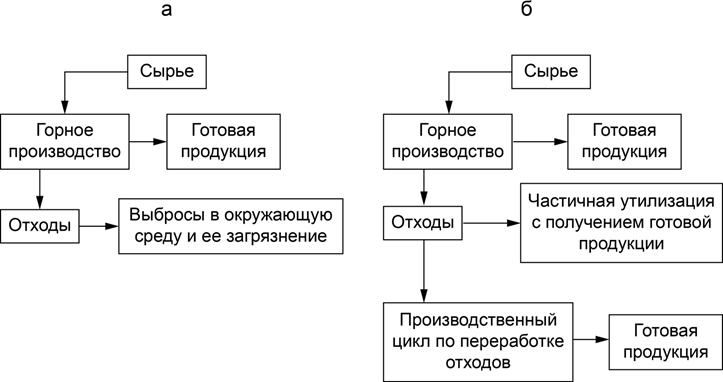 а
Сырье
Горное
производство
Готовая
продукция
Отходы
Выбросы в окружающую
среду и ее загрязнение
б
Сырье
Горное
производство
Готовая
продукция
Отходы
Частичная утилизация
с получением готовой
продукции
Производственный
цикл по переработке
отходов
Готовая
продукция